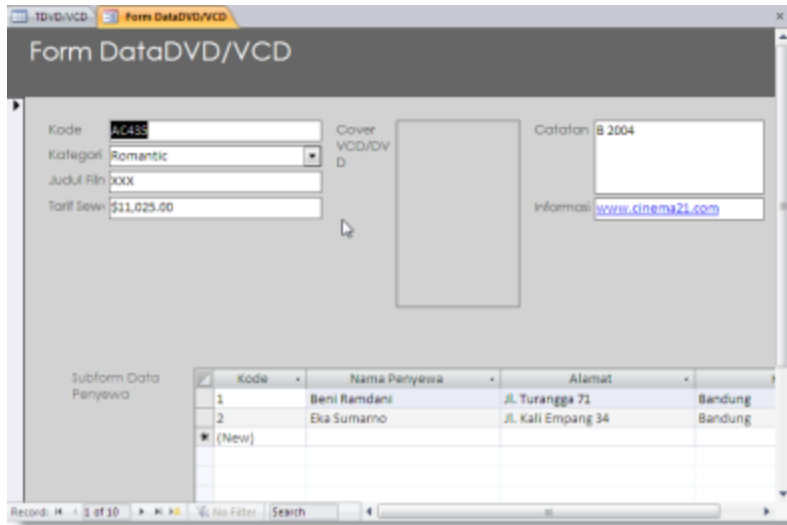 TDVD/VCD
Form DataDVD/VCD
Form DataDVD/VCD
Kode AC435
Kategori Romantic
Judul Film XXX
Tarif Sewa $11,025.00
Cover
VCD/DV
D
Catatan B 2004
Informasi www.cinema21.com
Subform Data
Penyewa
Kode Nama Penyewa Alamat
1 Beni Ramdani Jl. Turangga 71 Bandung
2 Eka Sumarno Jl. Kali Empang 34 Bandung
(New)
Record: 1 of 10 No Filter Search